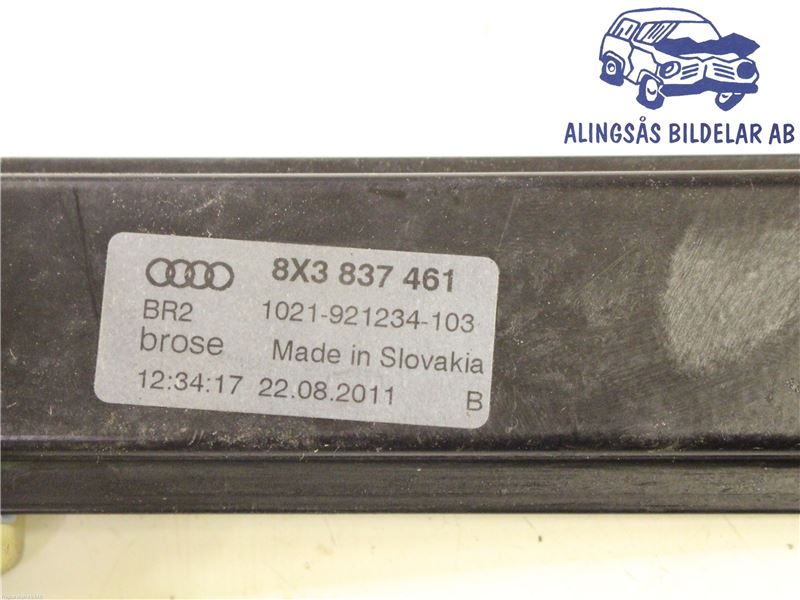 ALINGSÅS BILDELAR AB
8X3 837 461
BR2 1021-921234-103
brose Made in Slovakia
12:34:17 22.08.2011 B